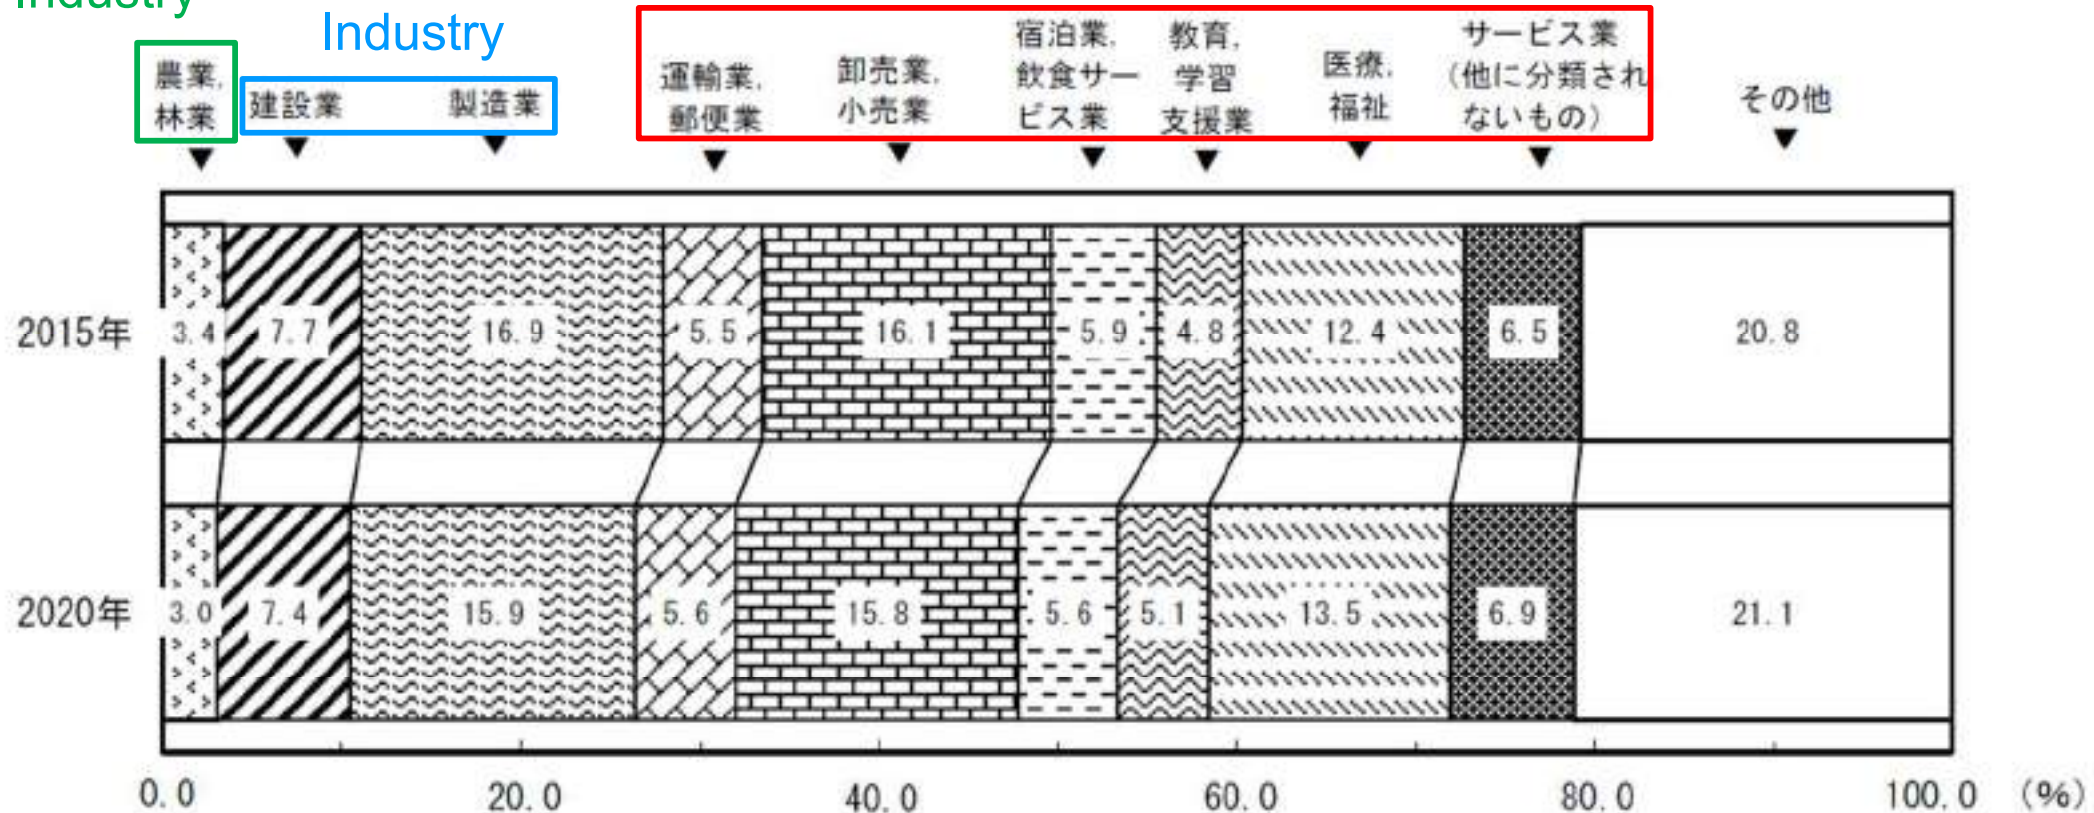 Industry
Industry
農業,
林業
建設業
製造業
運輸業,
郵便業
卸売業,
小売業
宿泊業,
飲食サー
ビス業
教育,
学習
支援業
医療,
福祉
サービス業
(他に分類され
ないもの)
その他
2015年 3.4 7.7 16.9 5.5 16.1 5.9 4.8 12.4 6.5 20.8
2020年 3.0 7.4 15.9 5.6 15.8 5.6 5.1 13.5 6.9 21.1
0.0 20.0 40.0 60.0 80.0 100.0 (%)